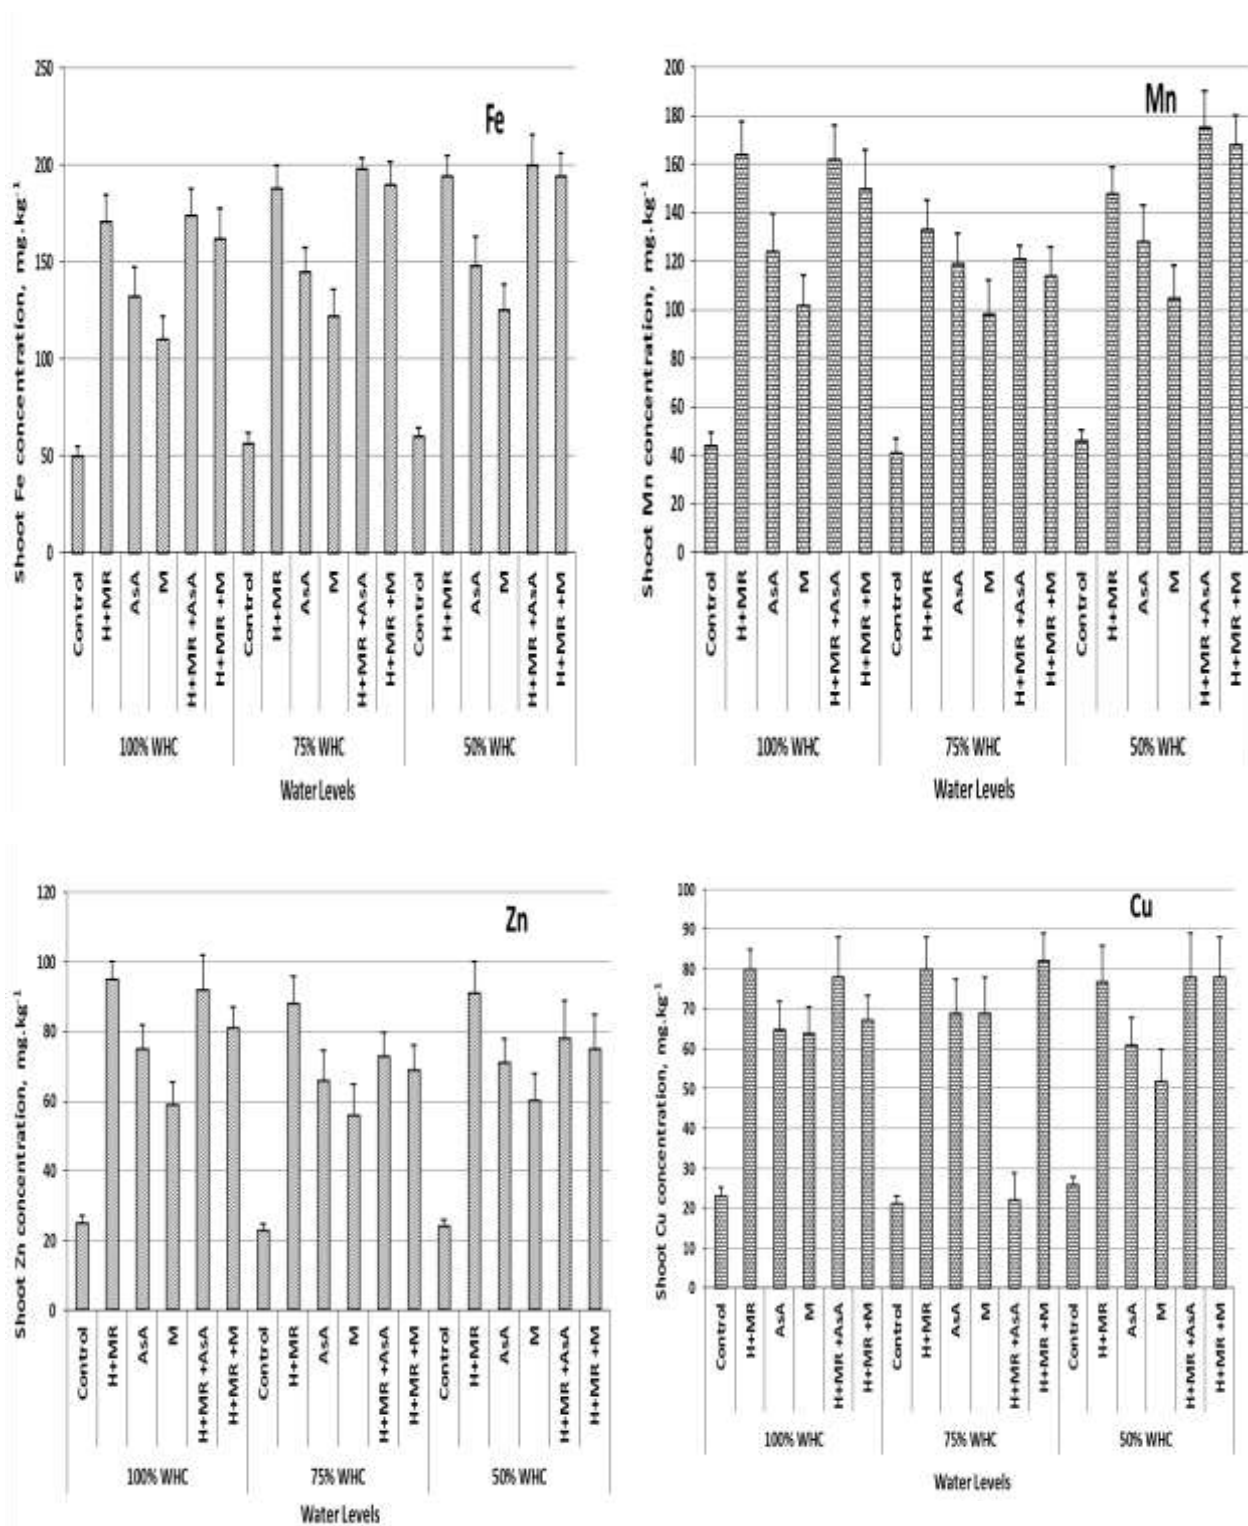 Fe
Shoot Fe concentration, mg.kg⁻¹
250
200
150
100
50
0
Control
H+MR
AsA
M
H+MR +AsA
H+MR +M
Control
H+MR
AsA
M
H+MR +AsA
H+MR +M
Control
H+MR
AsA
M
H+MR +AsA
H+MR +M
100% WHC 75% WHC 50% WHC
Water Levels
Mn
Shoot Mn concentration, mg.kg⁻¹
200
180
160
140
120
100
80
60
40
20
0
Control
H+MR
AsA
M
H+MR +AsA
H+MR +M
Control
H+MR
AsA
M
H+MR +AsA
H+MR +M
Control
H+MR
AsA
M
H+MR +AsA
H+MR +M
100% WHC 75% WHC 50% WHC
Water Levels
Zn
Shoot Zn concentration, mg.kg⁻¹
120
100
80
60
40
20
0
Control
H+MR
AsA
M
H+MR +AsA
H+MR +M
Control
H+MR
AsA
M
H+MR +AsA
H+MR +M
Control
H+MR
AsA
M
H+MR +AsA
H+MR +M
100% WHC 75% WHC 50% WHC
Water Levels
Cu
Shoot Cu concentration, mg.kg⁻¹
100
90
80
70
60
50
40
30
20
10
0
Control
H+MR
AsA
M
H+MR +AsA
H+MR +M
Control
H+MR
AsA
M
H+MR +AsA
H+MR +M
Control
H+MR
AsA
M
H+MR +AsA
H+MR +M
100% WHC 75% WHC 50% WHC
Water Levels